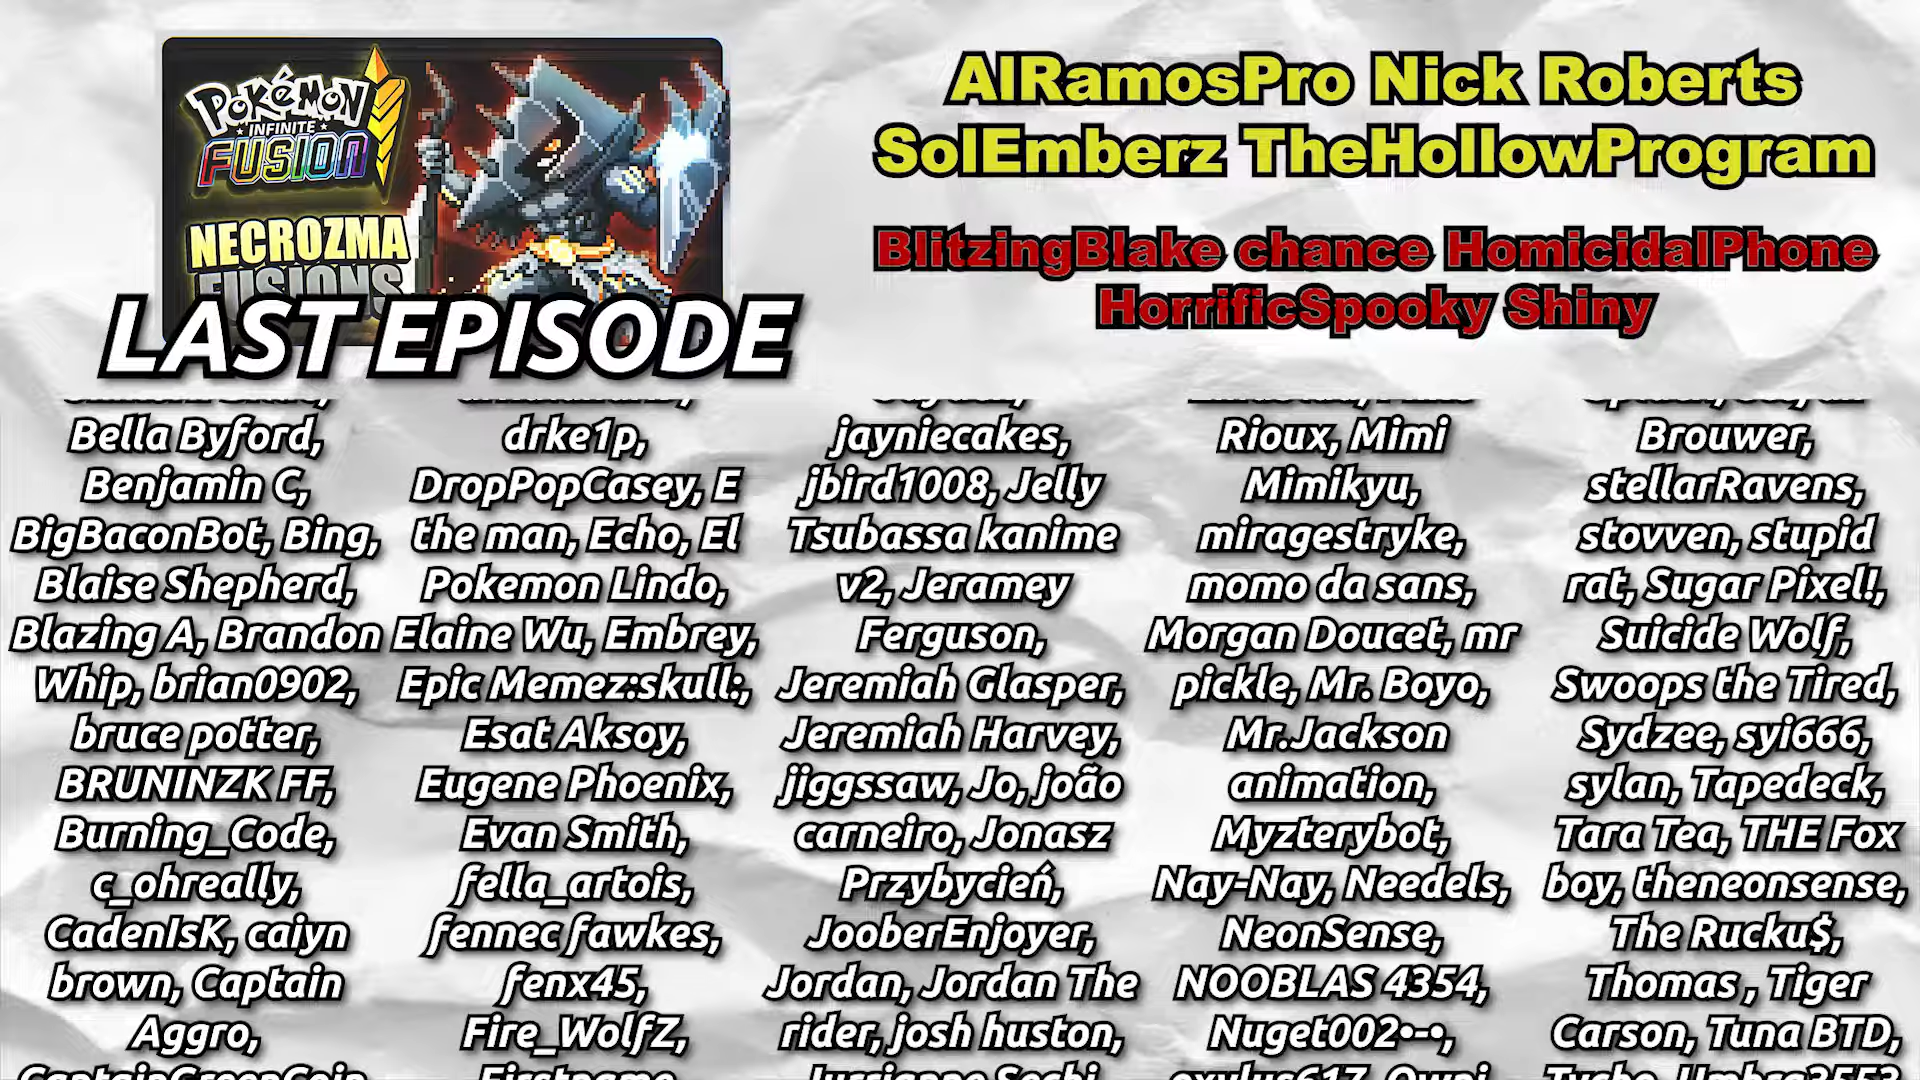 POKéMON
INFINITE
FUSION
NECROZMA
FUSIONS
LAST EPISODE
AlRamosPro Nick Roberts
SolEmberz TheHollowProgram
BlitzingBlake chance HomicidalPhone
HorrificSpooky Shiny
Bella Byford,
Benjamin C,
BigBaconBot, Bing,
Blaise Shepherd,
Blazing A, Brandon
Whip, brian0902,
bruce potter,
BRUNINZK FF,
Burning_Code,
c_ohreally,
CadenIsK, caiyn
brown, Captain
Aggro,
drke1p,
DropPopCasey, E
the man, Echo, El
Pokemon Lindo,
Elaine Wu, Embrey,
Epic Memez:skull:,
Esat Aksoy,
Eugene Phoenix,
Evan Smith,
fella_artois,
fennec fawkes,
fenx45,
Fire_WolfZ,
Firstname
jayniecakes,
jbird1008, Jelly
Tsubassa kanime
v2, Jeramey
Ferguson,
Jeremiah Glasper,
Jeremiah Harvey,
jiggssaw, Jo, joão
carneiro, Jonasz
Przybycień,
JooberEnjoyer,
Jordan, Jordan The
rider, josh huston,
Rioux, Mimi
Mimikyu,
miragestryke,
momo da sans,
Morgan Doucet, mr
pickle, Mr. Boyo,
Mr.Jackson
animation,
Myzterybot,
Nay-Nay, Needels,
NeonSense,
NOOBLAS 4354,
Nuget002•-•,
Brouwer,
stellarRavens,
stovven, stupid
rat, Sugar Pixel!,
Suicide Wolf,
Swoops the Tired,
Sydzee, syi666,
sylan, Tapedeck,
Tara Tea, THE Fox
boy, theneonsense,
The Rucku$,
Thomas , Tiger
Carson, Tuna BTD,